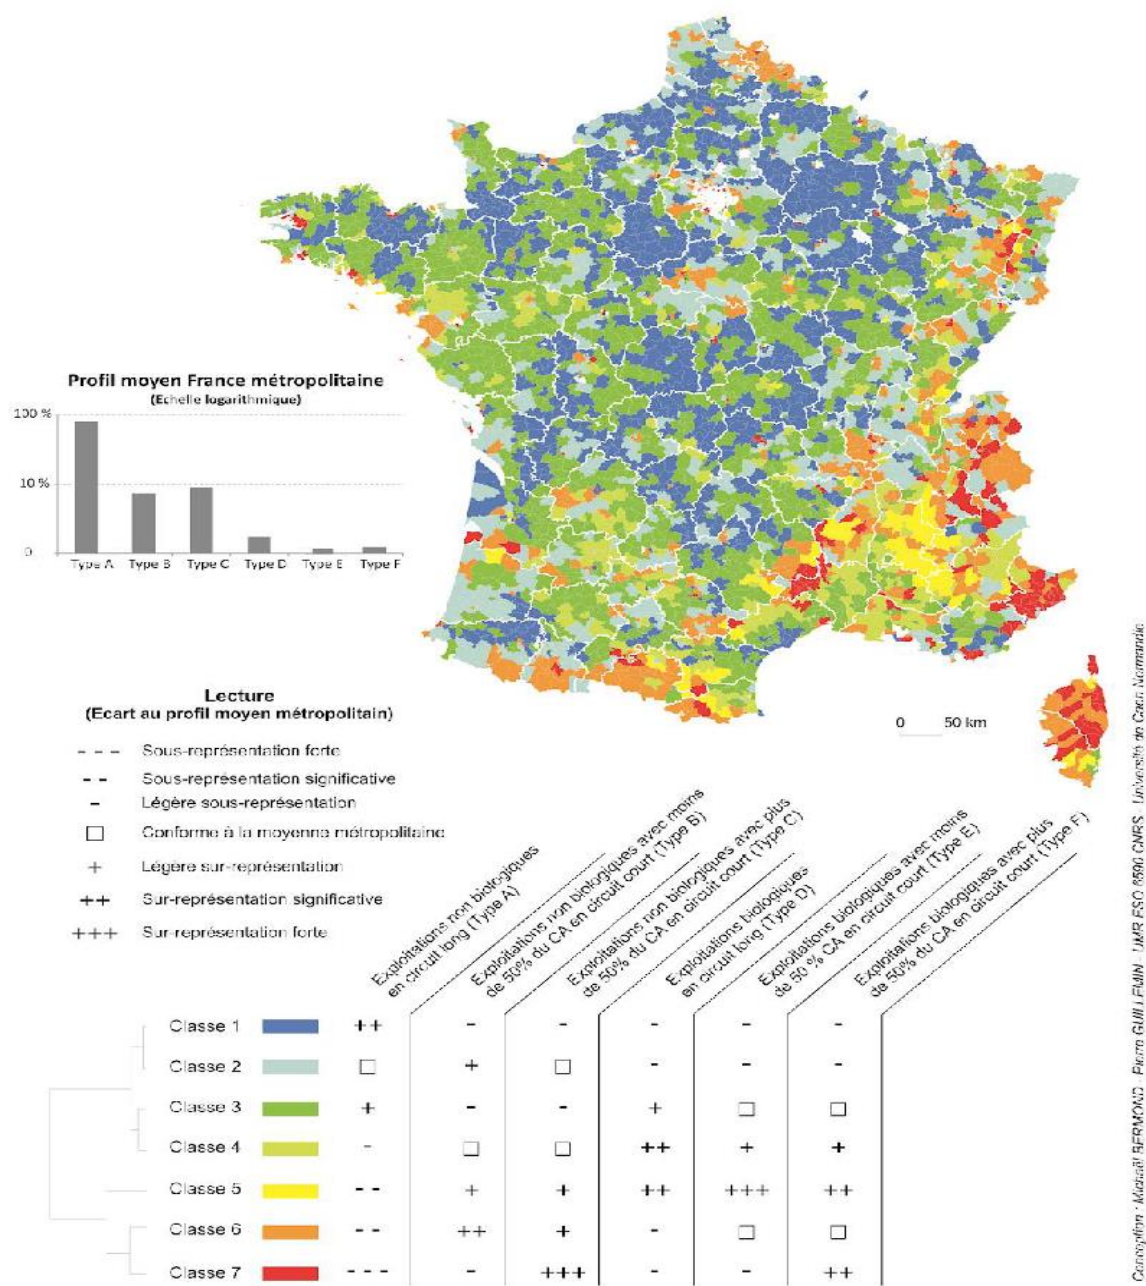 Profil moyen France métropolitaine
(Echelle logarithmique)
100 %
10 %
0
Type A Type B Type C Type D Type E Type F
0 50 km
Lecture
(Ecart au profil moyen métropolitain)
- - - Sous-représentation forte
- - Sous-représentation significative
- Légère sous-représentation
□ Conforme à la moyenne métropolitaine
+ Légère sur-représentation
++ Sur-représentation significative
+++ Sur-représentation forte
Exploitations non biologiques
en circuit long (Type A)
Exploitations non biologiques avec moins
de 50% du CA en circuit court (Type B)
Exploitations non biologiques avec plus
de 50% du CA en circuit court (Type C)
Exploitations biologiques
en circuit long (Type D)
Exploitations biologiques avec moins
de 50 % CA en circuit court (Type E)
Exploitations biologiques avec plus
de 50% du CA en circuit court (Type F)
Classe 1 ++ - - - - -
Classe 2 □ + □ - - -
Classe 3 + - - + □ □
Classe 4 - □ □ ++ + +
Classe 5 - - + + ++ +++ ++
Classe 6 - - ++ + - □ □
Classe 7 - - - - +++ - - ++
Conception : Michaël BERMOND - Pierre GUILLEMIN - UMR ESO 6590 CNRS - Université de Caen Normandie